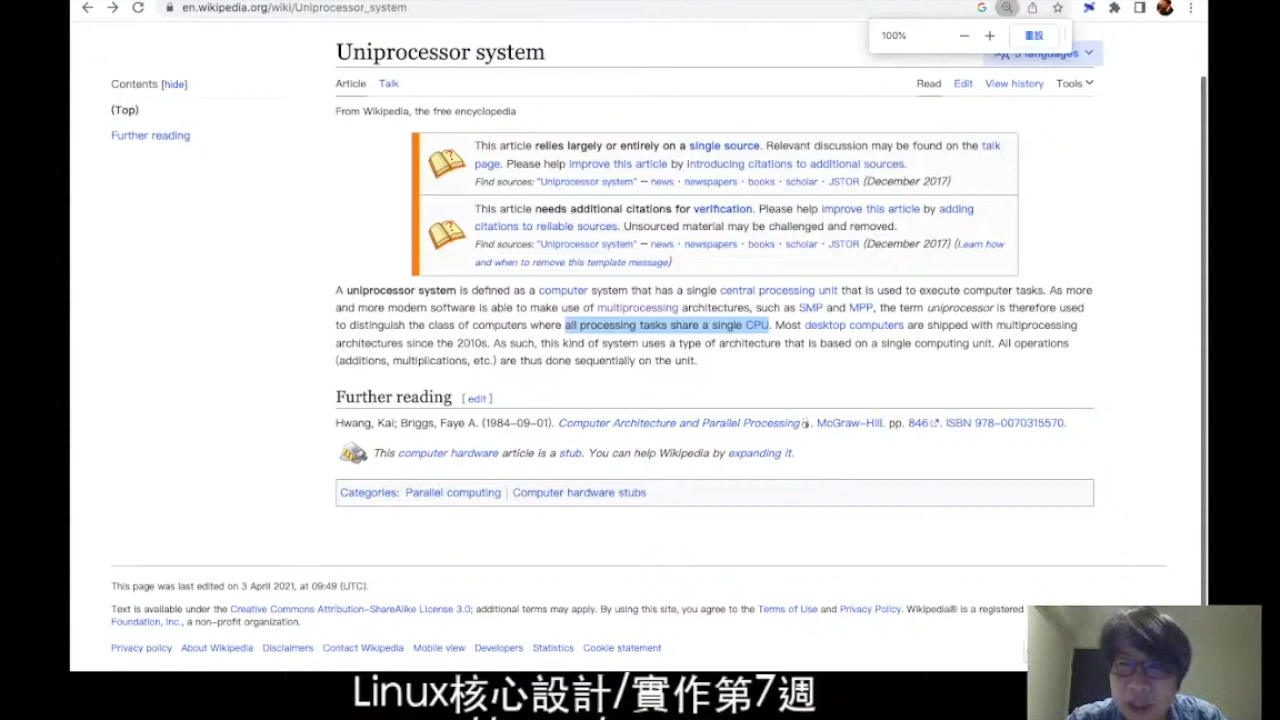 en.wikipedia.org/wiki/Uniprocessor_system
100%
重設
Uniprocessor system
languages
Contents [hide]
Article Talk
Read Edit View history Tools
(Top)
From Wikipedia, the free encyclopedia
Further reading
This article relies largely or entirely on a single source. Relevant discussion may be found on the talk
page. Please help improve this article by introducing citations to additional sources.
Find sources: "Uniprocessor system" – news · newspapers · books · scholar · JSTOR (December 2017)
This article needs additional citations for verification. Please help improve this article by adding
citations to reliable sources. Unsourced material may be challenged and removed.
Find sources: "Uniprocessor system" – news · newspapers · books · scholar · JSTOR (December 2017) (Learn how
and when to remove this template message)
A uniprocessor system is defined as a computer system that has a single central processing unit that is used to execute computer tasks. As more
and more modern software is able to make use of multiprocessing architectures, such as SMP and MPP, the term uniprocessor is therefore used
to distinguish the class of computers where all processing tasks share a single CPU. Most desktop computers are shipped with multiprocessing
architectures since the 2010s. As such, this kind of system uses a type of architecture that is based on a single computing unit. All operations
(additions, multiplications, etc.) are thus done sequentially on the unit.
Further reading [ edit ]
Hwang, Kai; Briggs, Faye A. (1984-09-01). Computer Architecture and Parallel Processing. McGraw-Hill. pp. 846. ISBN 978-0070315570.
This computer hardware article is a stub. You can help Wikipedia by expanding it.
Categories: Parallel computing | Computer hardware stubs
This page was last edited on 3 April 2021, at 09:49 (UTC).
Text is available under the Creative Commons Attribution-ShareAlike License 3.0; additional terms may apply. By using this site, you agree to the Terms of Use and Privacy Policy. Wikipedia® is a registered
Foundation, Inc., a non-profit organization.
Privacy policy About Wikipedia Disclaimers Contact Wikipedia Mobile view Developers Statistics Cookie statement
Linux核心設計/實作第7週